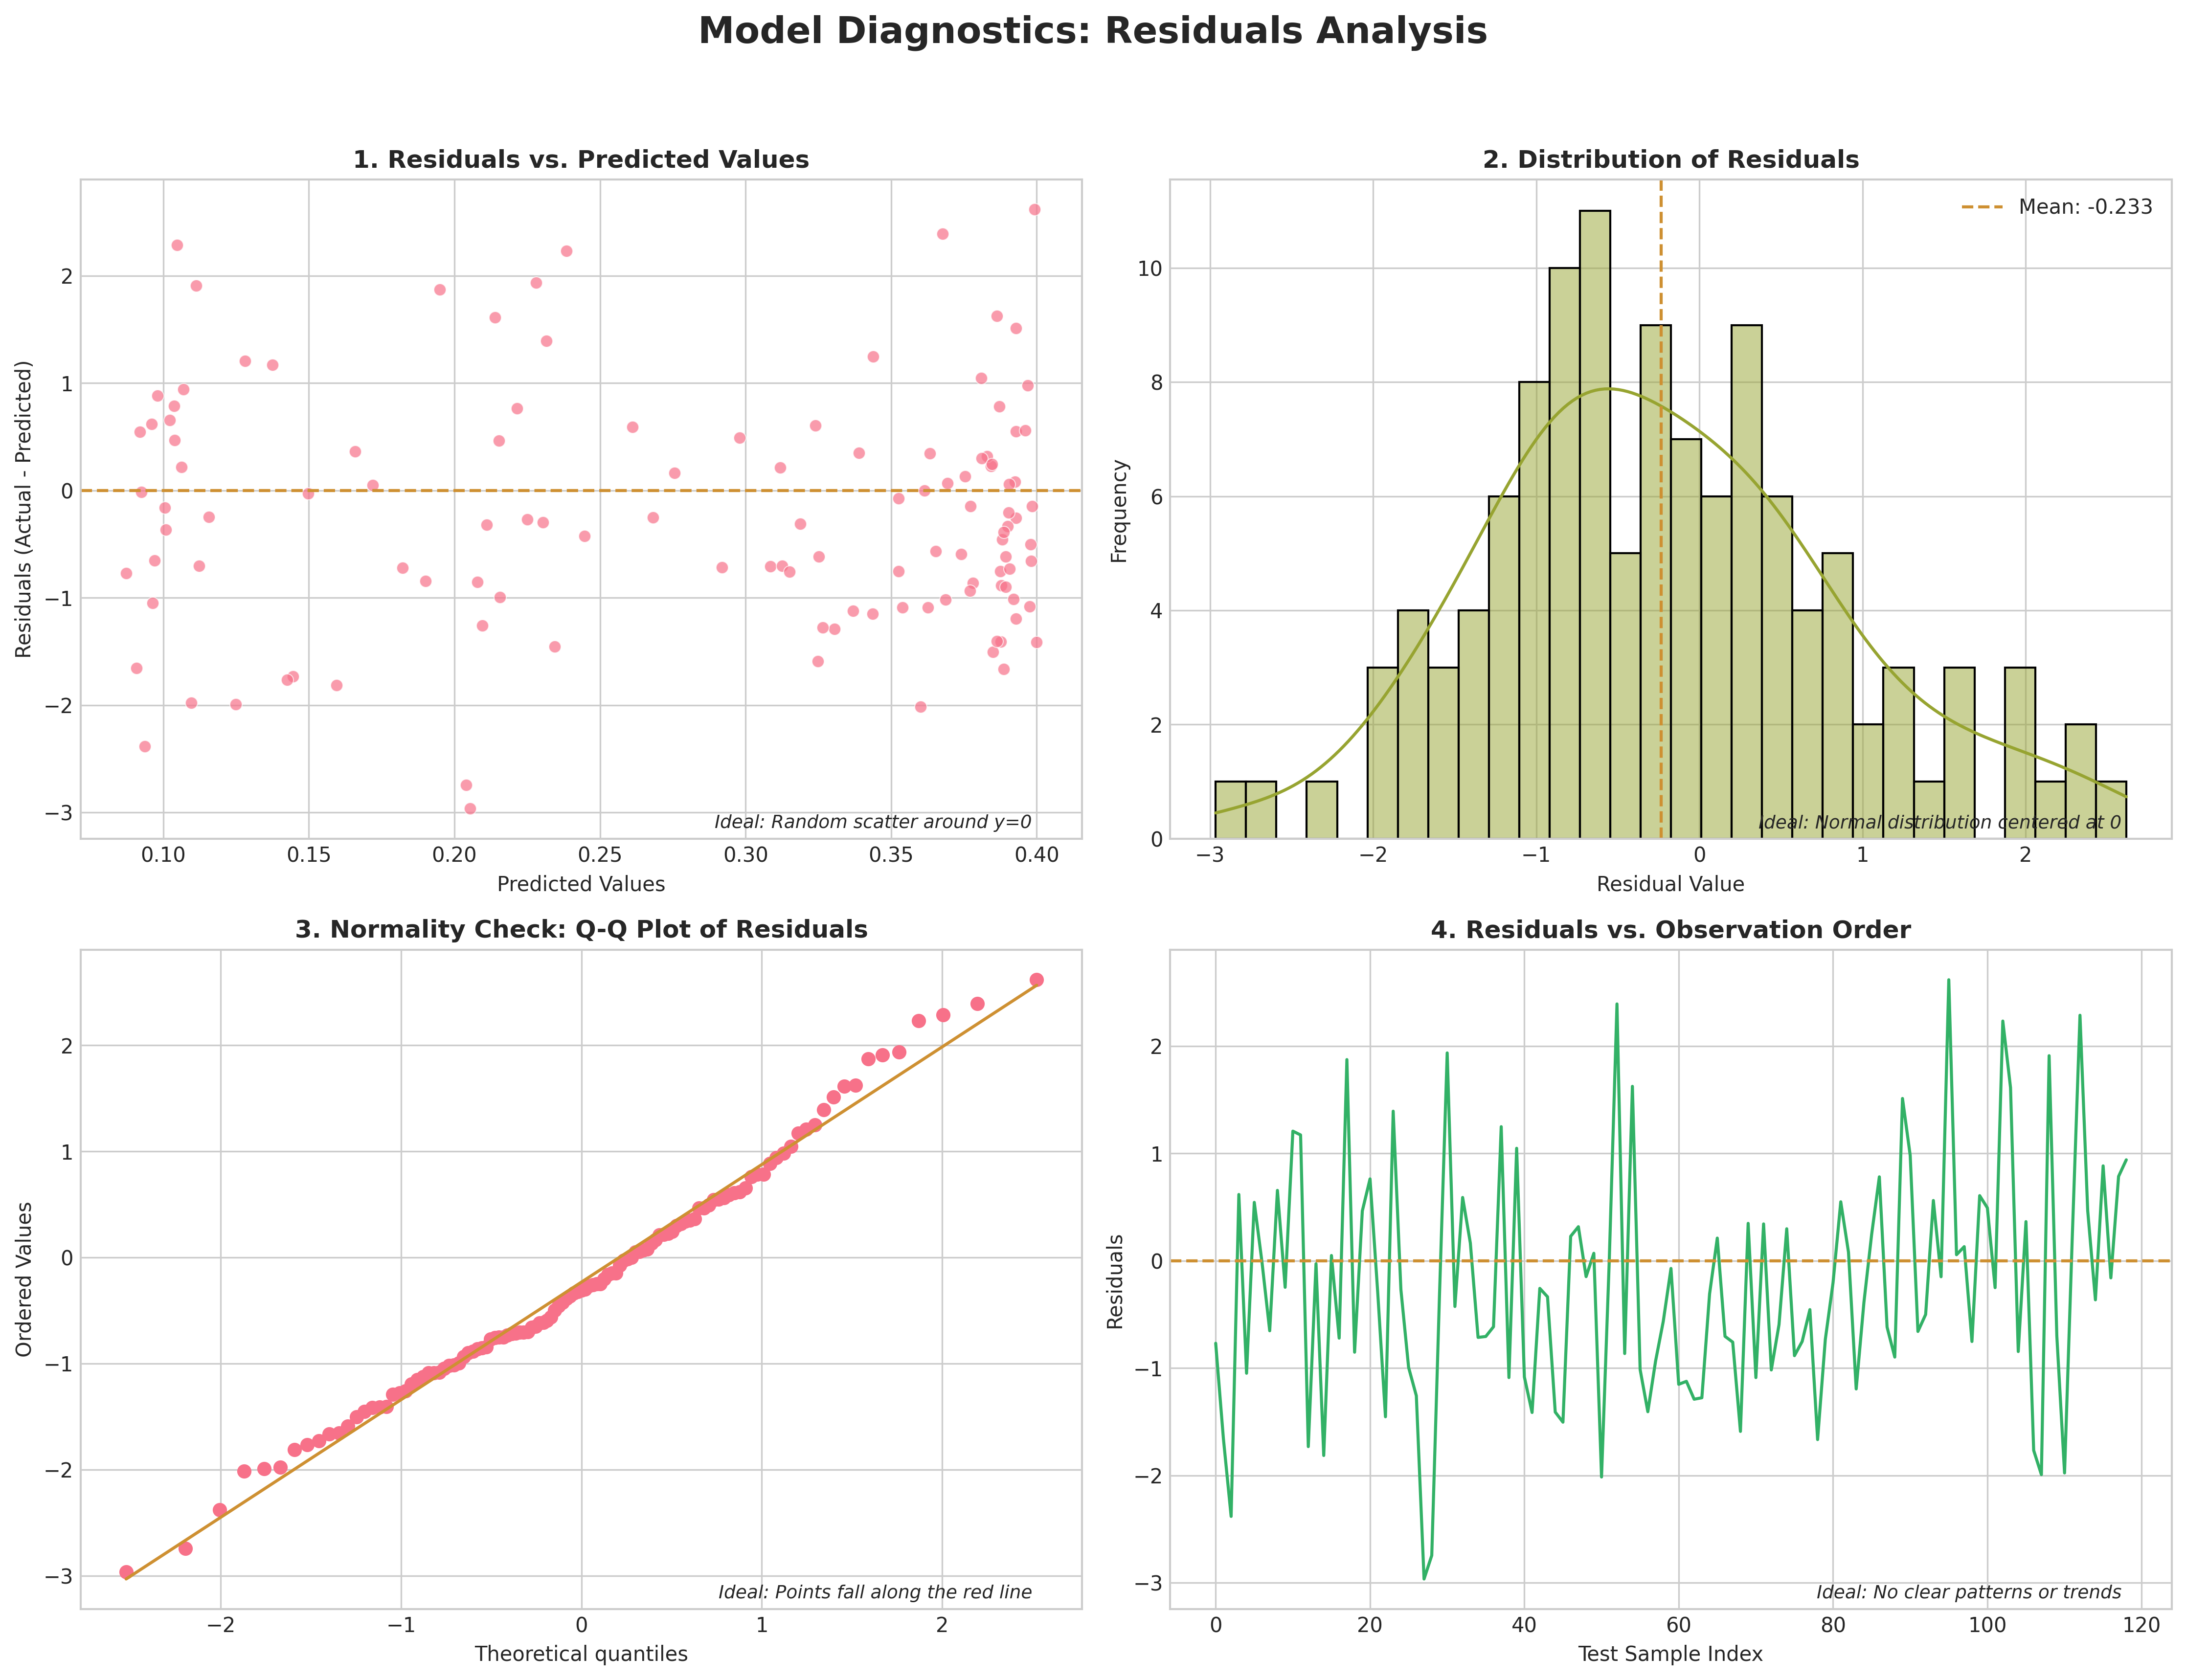 Model Diagnostics: Residuals Analysis
1. Residuals vs. Predicted Values
Residuals (Actual - Predicted)
2
1
0
−1
−2
−3
Ideal: Random scatter around y=0
0.10 0.15 0.20 0.25 0.30 0.35 0.40
Predicted Values
2. Distribution of Residuals
Mean: -0.233
Frequency
10
8
6
4
2
0
Ideal: Normal distribution centered at 0
−3 −2 −1 0 1 2
Residual Value
3. Normality Check: Q-Q Plot of Residuals
Ordered Values
2
1
0
−1
−2
−3
Ideal: Points fall along the red line
−2 −1 0 1 2
Theoretical quantiles
4. Residuals vs. Observation Order
Residuals
2
1
0
−1
−2
−3
Ideal: No clear patterns or trends
0 20 40 60 80 100 120
Test Sample Index